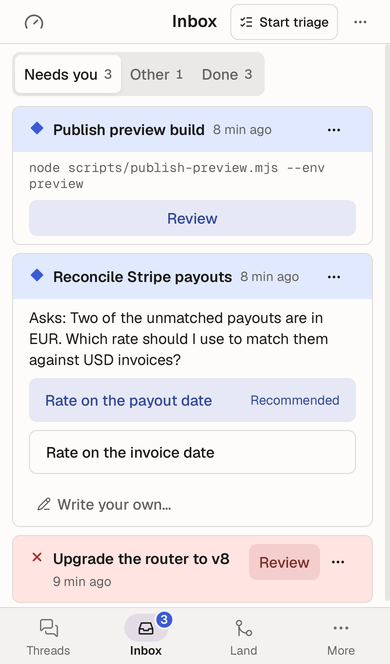 Inbox
Start triage
Needs you 3
Other 1
Done 3
Publish preview build 8 min ago
node scripts/publish-preview.mjs --env
preview
Review
Reconcile Stripe payouts 8 min ago
Asks: Two of the unmatched payouts are in
EUR. Which rate should I use to match them
against USD invoices?
Rate on the payout date Recommended
Rate on the invoice date
Write your own...
Upgrade the router to v8
Review
9 min ago
3
Threads
Inbox
Land
More